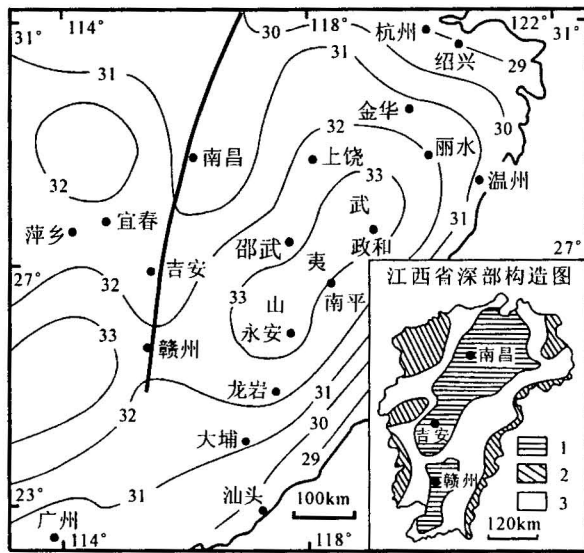 31°
114°
118°
122°
31°
30
31
杭州
绍兴
29
30
金华
31
32
丽水
南昌
上饶
温州
32
33
武
31
萍乡
宜春
邵武
政和
27°
吉安
夷
27°
32
33
山
南平
永安
33
赣州
龙岩
31
32
30
大埔
29
23°
31
汕头
100km
广州
114°
118°
江西省深部构造图
南昌
吉安
赣州
1
2
3
120km